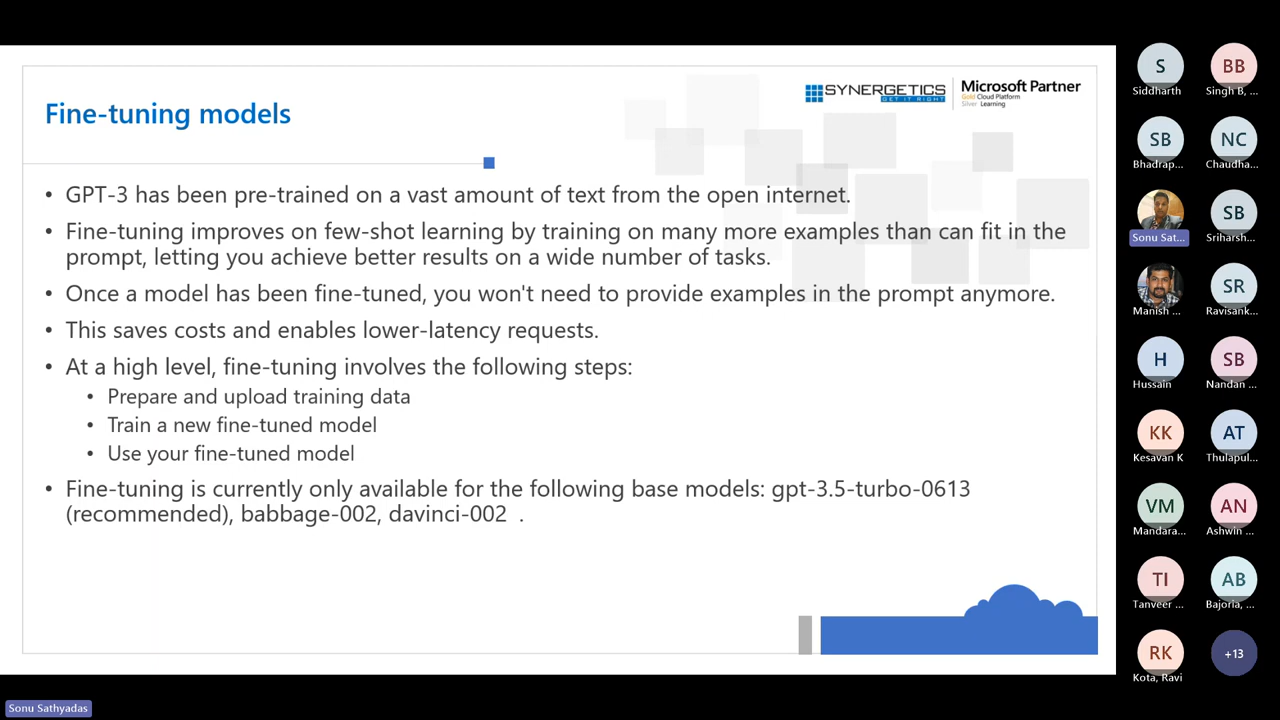 SYNERGETICS
GET IT RIGHT
Microsoft Partner
Gold Cloud Platform
Silver Learning
Fine-tuning models
• GPT-3 has been pre-trained on a vast amount of text from the open internet.
• Fine-tuning improves on few-shot learning by training on many more examples than can fit in the
prompt, letting you achieve better results on a wide number of tasks.
• Once a model has been fine-tuned, you won't need to provide examples in the prompt anymore.
• This saves costs and enables lower-latency requests.
• At a high level, fine-tuning involves the following steps:
• Prepare and upload training data
• Train a new fine-tuned model
• Use your fine-tuned model
• Fine-tuning is currently only available for the following base models: gpt-3.5-turbo-0613
(recommended), babbage-002, davinci-002 .
S
Siddharth
BB
Singh B, ...
SB
Bhadrap...
NC
Chaudha...
Sonu Sat...
SB
Sriharsh...
Manish ...
SR
Ravisank...
H
Hussain
SB
Nandan ...
KK
Kesavan K
AT
Thulapul...
VM
Mandara...
AN
Ashwin ...
TI
Tanveer ...
AB
Bajoria, ...
RK
Kota, Ravi
+13
Sonu Sathyadas